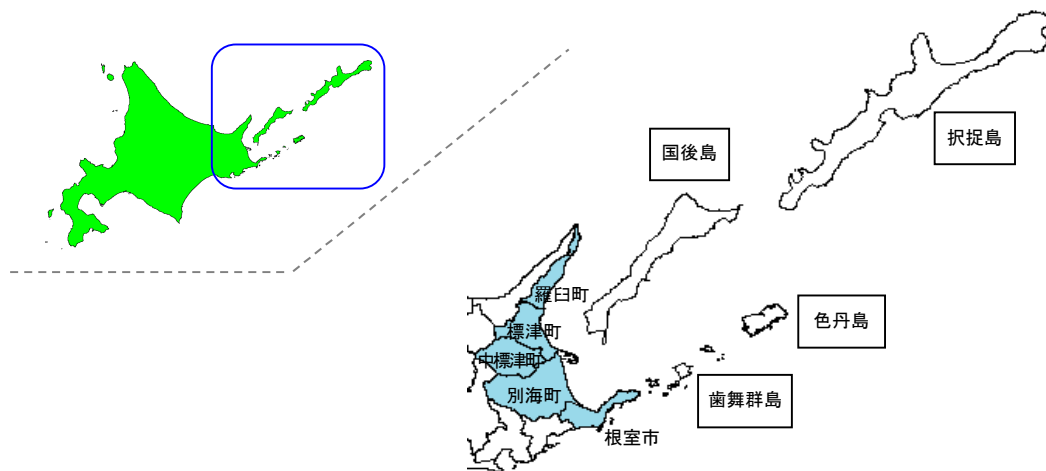 択捉島
国後島
羅臼町
色丹島
標津町
中標津町
別海町
歯舞群島
根室市